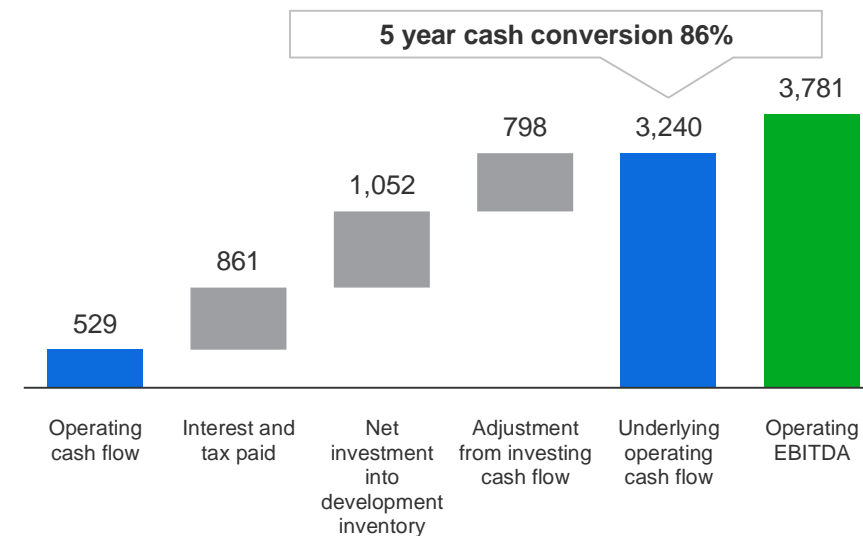 5 year cash conversion 86%
3,781
798
3,240
1,052
861
529
Operating
cash flow
Interest and
tax paid
Net
investment
into
development
inventory
Adjustment
from investing
cash flow
Underlying
operating
cash flow
Operating
EBITDA